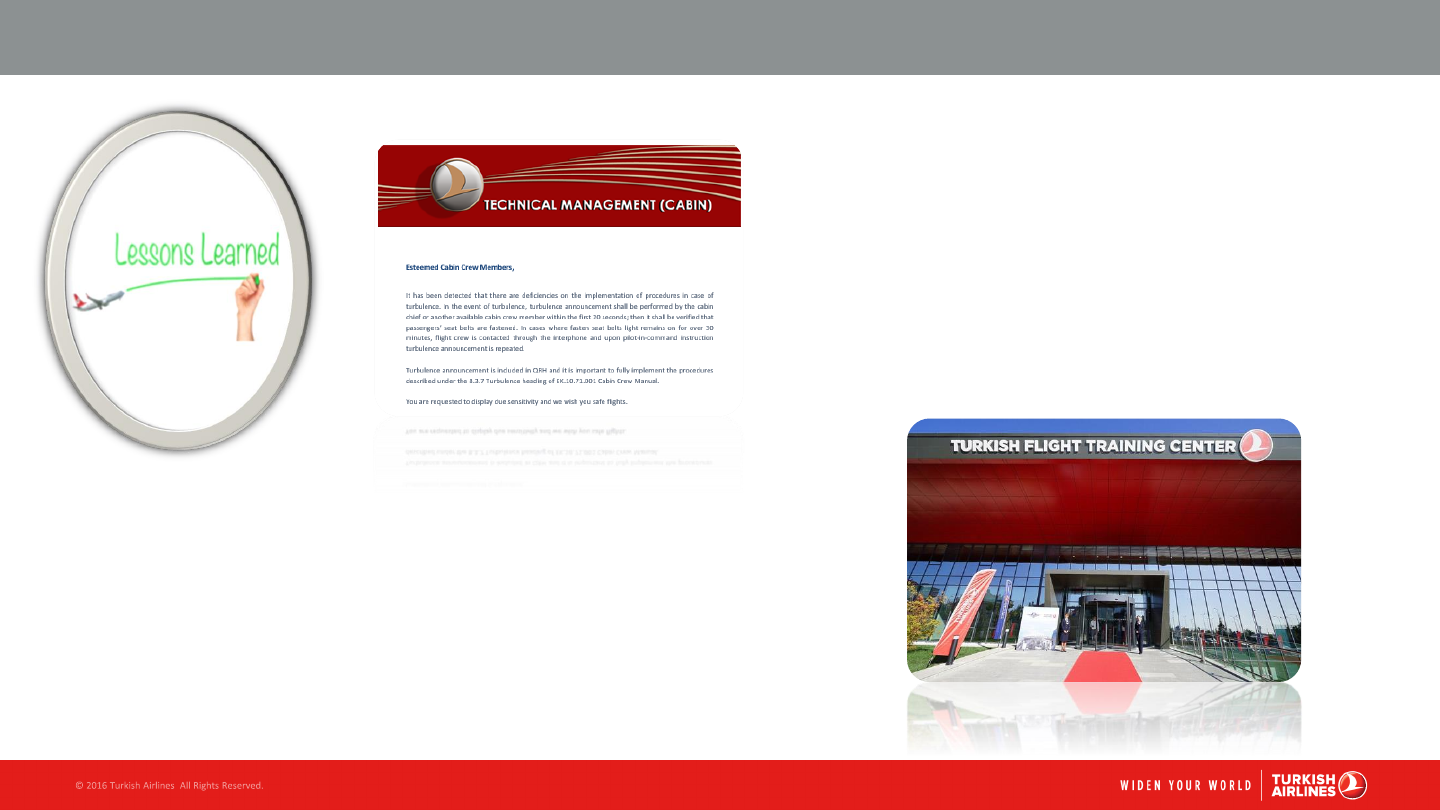 Lessons Learned
TECHNICAL MANAGEMENT (CABIN)
Esteemed Cabin Crew Members,
It has been detected that there are deficiencies on the implementation of procedures in case of
turbulence. In the event of turbulence, turbulence announcement shall be performed by the cabin
chief or another available cabin crew member within the first 20 seconds; then it shall be verified that
passengers' seat belts are fastened. In cases where fasten seat belts light remains on for over 30
minutes, flight crew is contacted through the interphone and upon pilot-in-command instruction
turbulence announcement is repeated.
Turbulence announcement is included in QRH and it is important to fully implement the procedures
described under the 8.3.7 Turbulence heading of EK.10.71.001 Cabin Crew Manual.
You are requested to display due sensitivity and we wish you safe flights.
TURKISH FLIGHT TRAINING CENTER
© 2016 Turkish Airlines All Rights Reserved.
WIDEN YOUR WORLD
TURKISH
AIRLINES